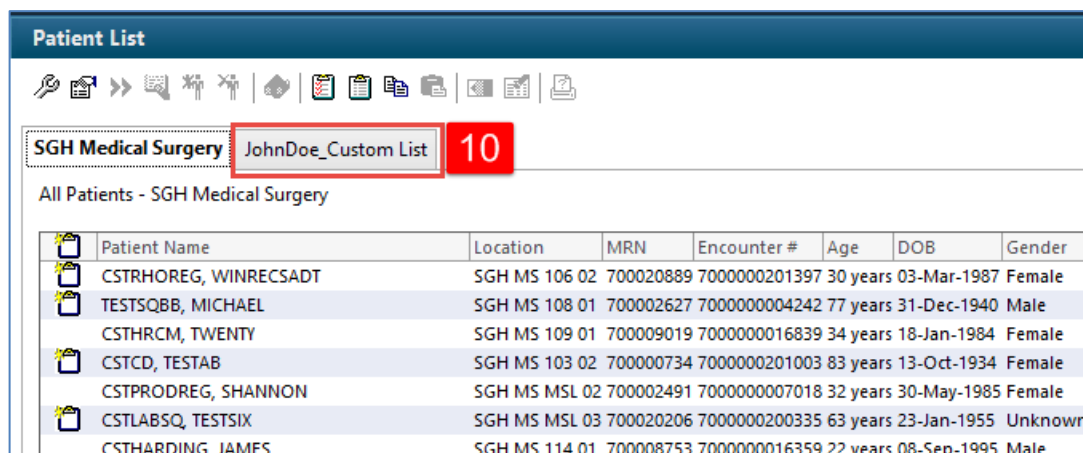 Patient List
SGH Medical Surgery JohnDoe_Custom List 10
All Patients - SGH Medical Surgery
Patient Name Location MRN Encounter # Age DOB Gender
CSTRHOREG, WINRECSADT SGH MS 106 02 700020889 7000000201397 30 years 03-Mar-1987 Female
TESTSQBB, MICHAEL SGH MS 108 01 700002627 7000000004242 77 years 31-Dec-1940 Male
CSTHRCM, TWENTY SGH MS 109 01 700009019 7000000016839 34 years 18-Jan-1984 Female
CSTCD, TESTAB SGH MS 103 02 700000734 7000000201003 83 years 13-Oct-1934 Female
CSTPRODREG, SHANNON SGH MS MSL 02 700002491 7000000007018 32 years 30-May-1985 Female
CSTLABSQ, TESTSIX SGH MS MSL 03 700020206 7000000200335 63 years 23-Jan-1955 Unknown
CSTHARDING, JAMES SGH MS 114 01 700008753 7000000016359 22 years 08-Sep-1995 Male